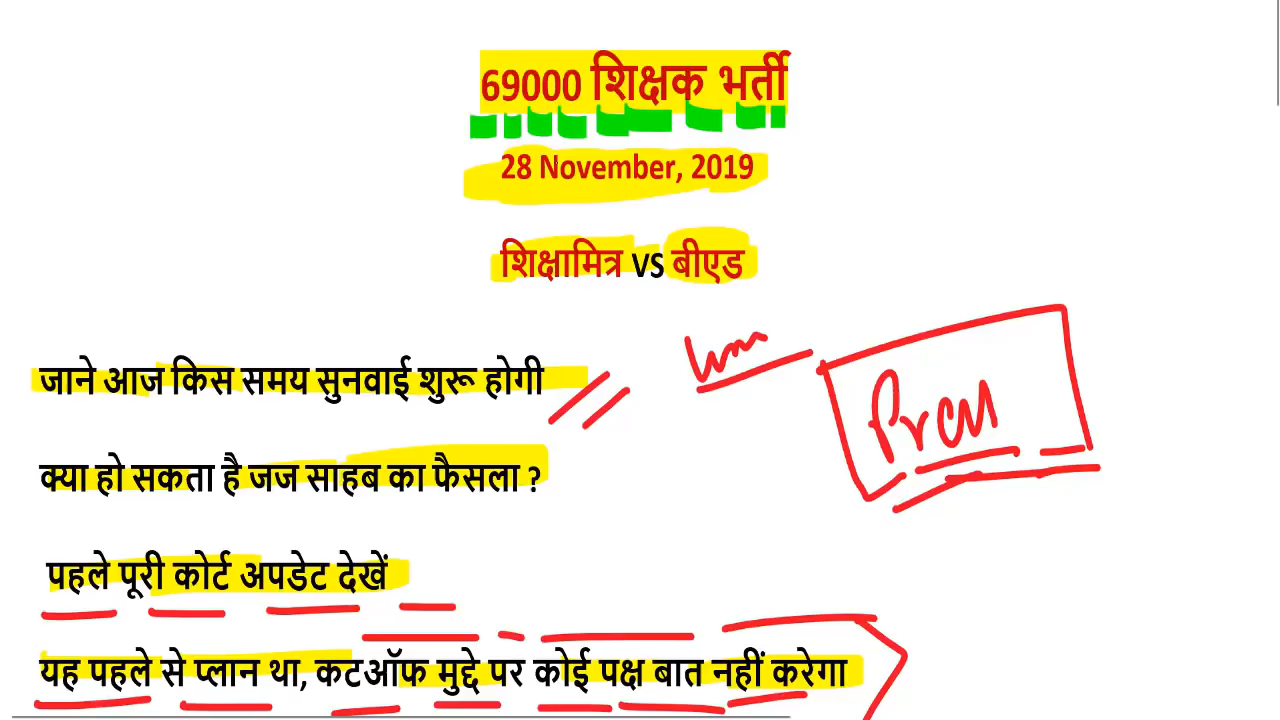 69000 शिक्षक भर्ती
28 November, 2019
शिक्षामित्र VS बीएड
जाने आज किस समय सुनवाई शुरू होगी
क्या हो सकता है जज साहब का फैसला ?
पहले पूरी कोर्ट अपडेट देखें
यह पहले से प्लान था, कटऑफ मुद्दे पर कोई पक्ष बात नहीं करेगा